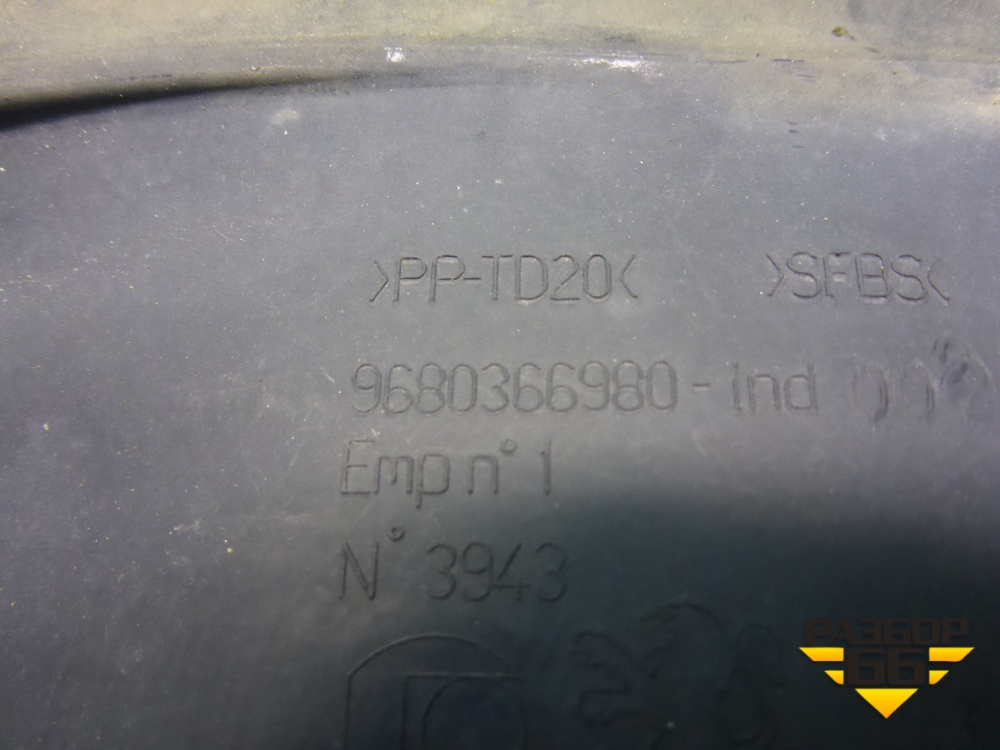 >PP-TD20< >SFBS<
9680366980-ind
Emp n° 1
N° 3943
РАЗБОР
66